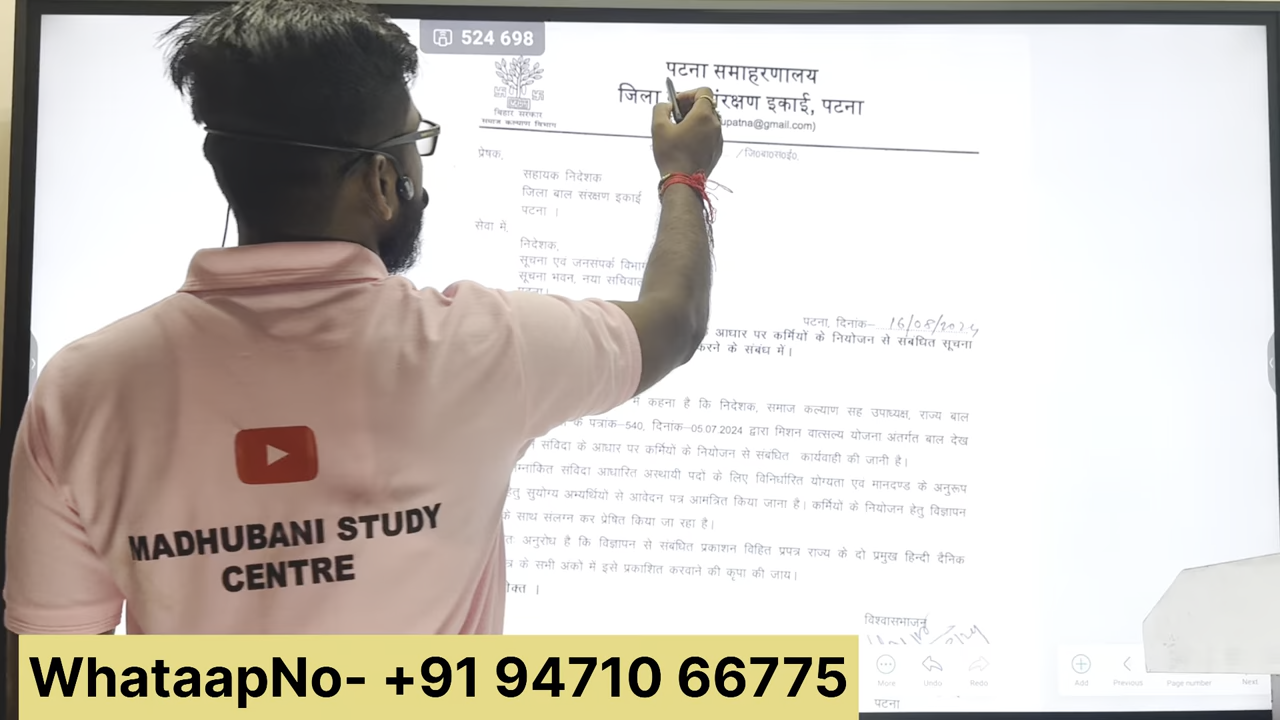 524 698
पटना समाहरणालय
जिला संरक्षण इकाई, पटना
upatna@gmail.com)
बिहार सरकार
समाज कल्याण विभाग
प्रेषक,
/जि०बा०सं०ई०,
सहायक निदेशक
जिला बाल संरक्षण इकाई
पटना ।
सेवा में,
निदेशक,
सूचना एवं जनसंपर्क विभाग
सूचना भवन, नया
पटना।
पटना, दिनांक– 16/08/2024
आधार पर कर्मियों के नियोजन से संबंधित सूचना
करने के संबंध में।
में कहना है कि निदेशक, समाज कल्याण सह उपाध्यक्ष, राज्य बाल
के पत्रांक–540, दिनांक–05.07.2024 द्वारा मिशन वात्सल्य योजना अंतर्गत बाल देख
संविदा के आधार पर कर्मियों के नियोजन से संबंधित कार्यवाही की जानी है।
संविदा आधारित अस्थायी पदों के लिए विनिर्धारित योग्यता एवं मानदण्ड के अनुरूप
हेतु सुयोग्य अभ्यर्थियों से आवेदन पत्र आमंत्रित किया जाना है। कर्मियों के नियोजन हेतु विज्ञापन
के साथ संलग्न कर प्रेषित किया जा रहा है।
अनुरोध है कि विज्ञापन से संबंधित प्रकाशन विहित प्रपत्र राज्य के दो प्रमुख हिन्दी दैनिक
के सभी अंकों में इसे प्रकाशित करवाने की कृपा की जाय।
विश्वासभाजन
MADHUBANI STUDY
CENTRE
More
Undo
Redo
Add
Previous
Page number
Next
पटना
WhataapNo- +91 94710 66775